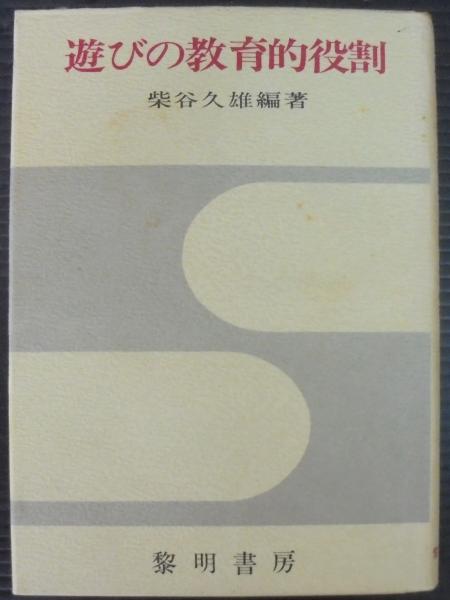 遊びの教育的役割
柴谷久雄編著
黎明書房